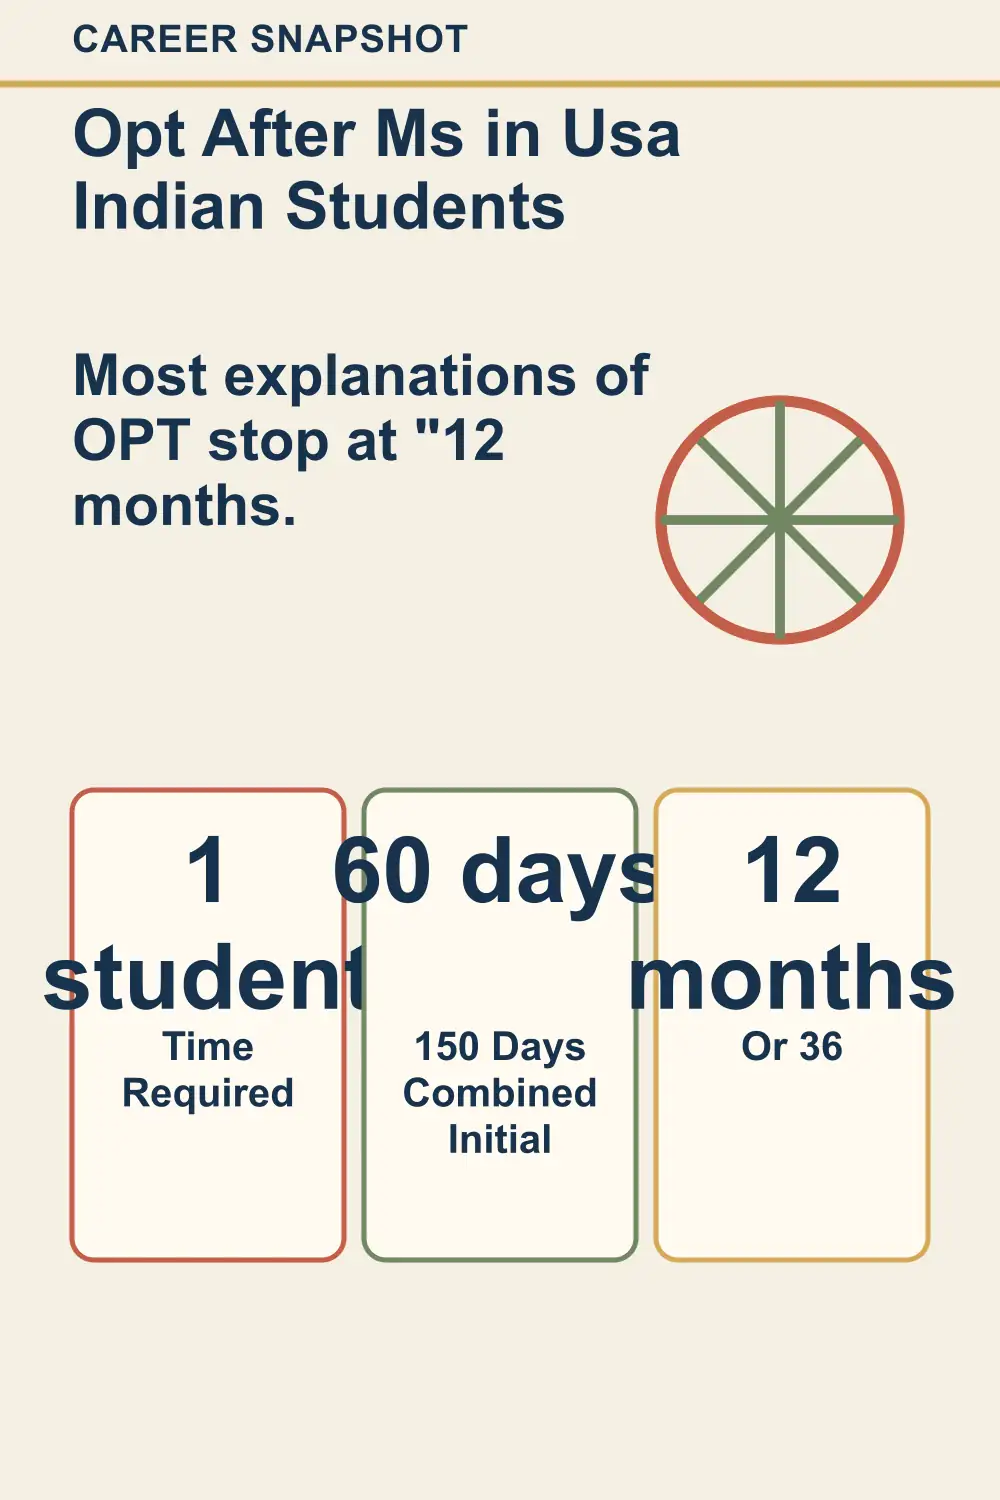 CAREER SNAPSHOT
Opt After Ms in Usa
Indian Students
Most explanations of
OPT stop at "12
months.
1
student
Time
Required
60 days
150 Days
Combined
Initial
12
months
Or 36